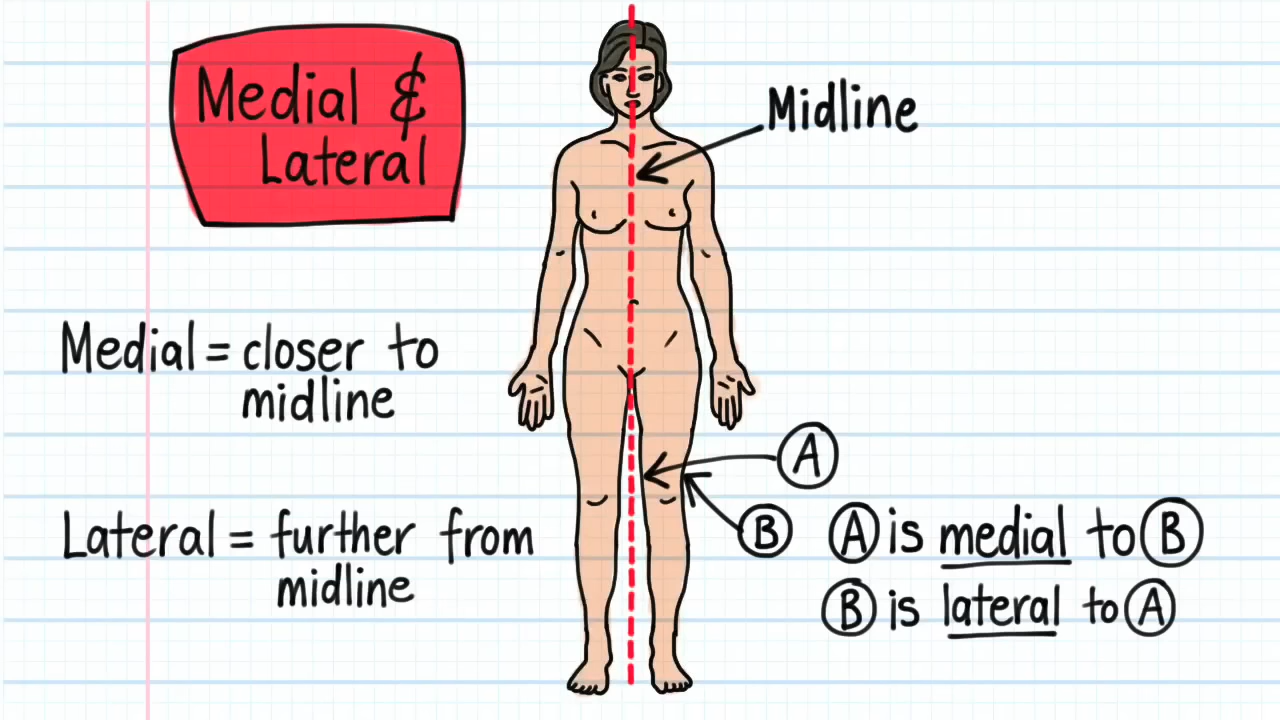 Medial &
Lateral
Midline
Medial = closer to
midline
A
Lateral = further from
midline
B
A is medial to B
B is lateral to A